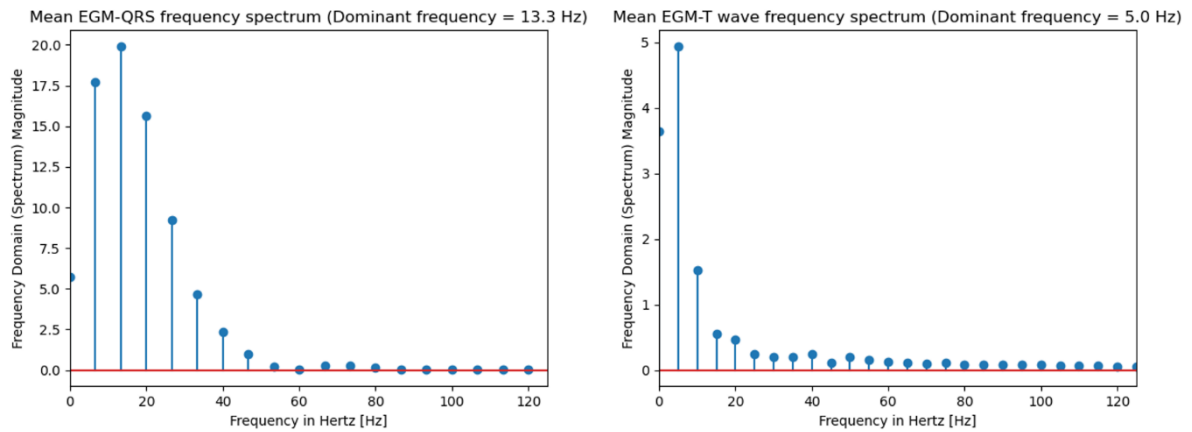 Mean EGM-QRS frequency spectrum (Dominant frequency = 13.3 Hz)
20.0
17.5
15.0
12.5
10.0
7.5
5.0
2.5
0.0
Frequency Domain (Spectrum) Magnitude
0 20 40 60 80 100 120
Frequency in Hertz [Hz]
Mean EGM-T wave frequency spectrum (Dominant frequency = 5.0 Hz)
5
4
3
2
1
0
Frequency Domain (Spectrum) Magnitude
0 20 40 60 80 100 120
Frequency in Hertz [Hz]